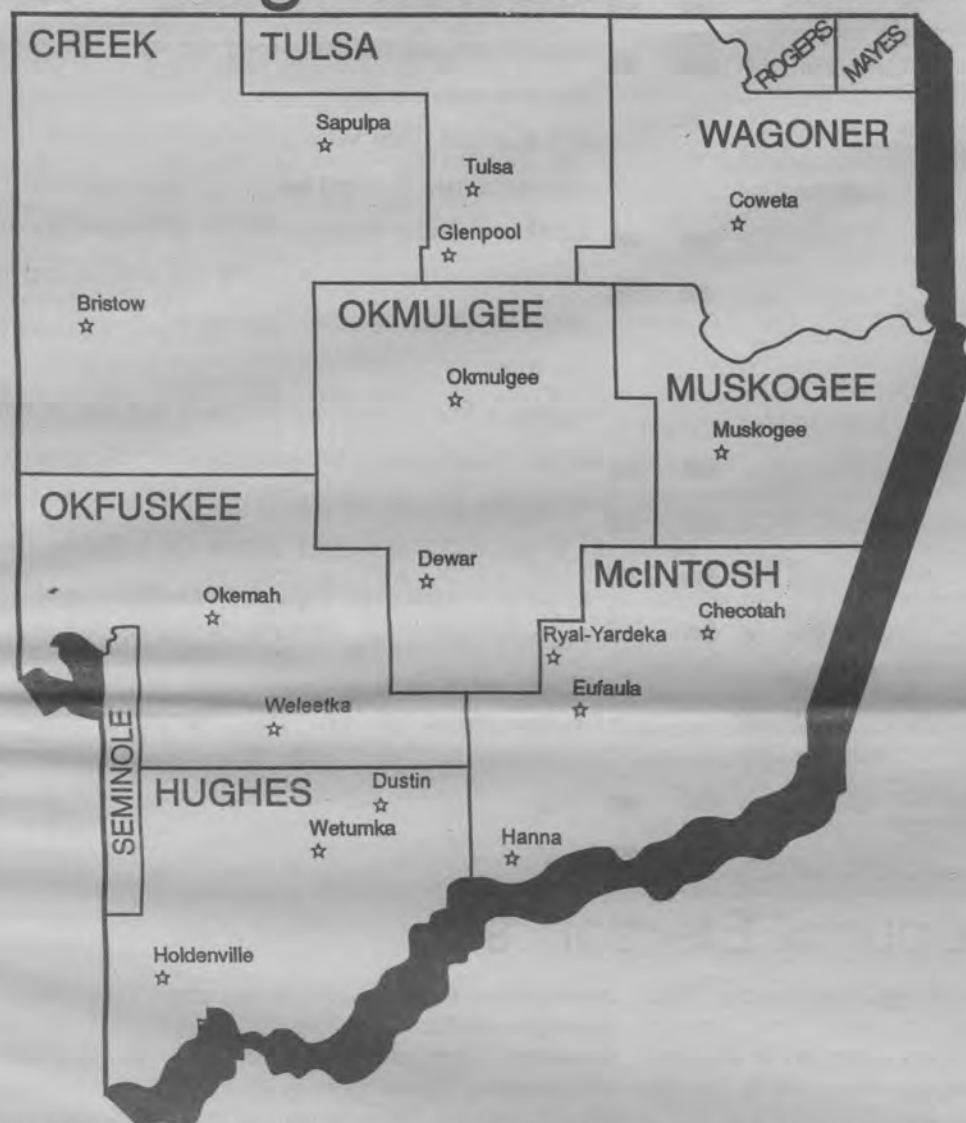 CREEK
TULSA
ROGERS
MAYES
WAGONER
Sapulpa
Tulsa
Coweta
Glenpool
Bristow
OKMULGEE
Okmulgee
MUSKOGEE
Muskogee
OKFUSKEE
Dewar
McINTOSH
Okemah
Checotah
Ryal-Yardeka
Eufaula
Weleetka
SEMINOLE
HUGHES
Dustin
Wetumka
Hanna
Holdenville